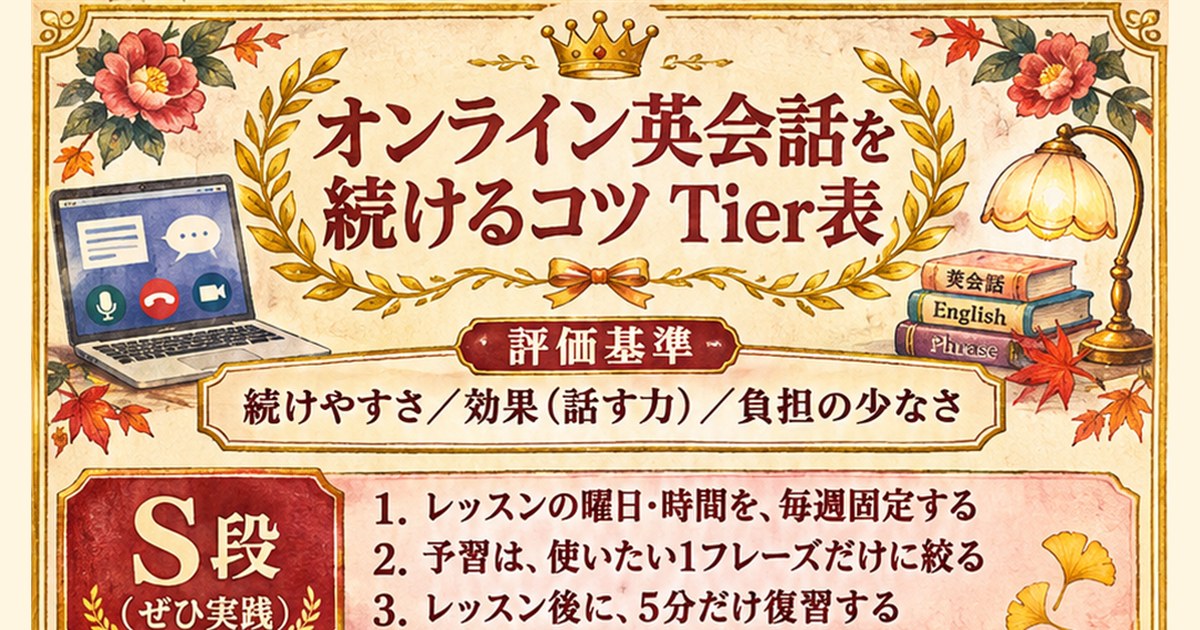 オンライン英会話を
続けるコツ Tier表
英会話
English
Phrase
評価基準
続けやすさ／効果（話す力）／負担の少なさ
S段
（ぜひ実践）
1. レッスンの曜日・時間を、毎週固定する
2. 予習は、使いたい1フレーズだけに絞る
3. レッスン後に、5分だけ復習する